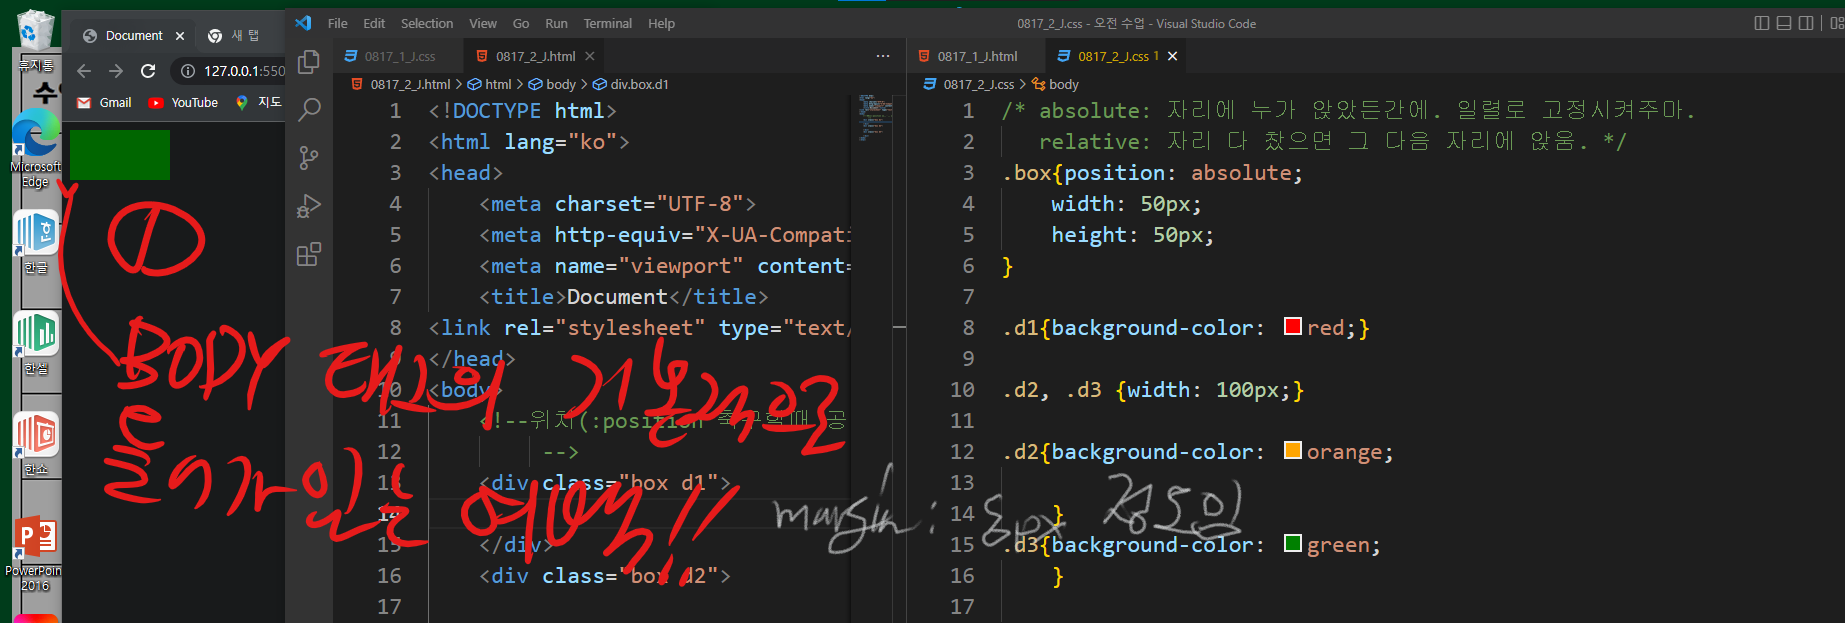 File Edit Selection View Go Run Terminal Help
0817_2_J.css - 오전 수업 - Visual Studio Code
Document
새 탭
127.0.0.1:550
Gmail YouTube 지도
휴지통
Microsoft Edge
한글
한셀
한쇼
PowerPoin
2016
0817_1_J.css
0817_2_J.html
0817_2_J.html > html > body > div.box.d1
1 <!DOCTYPE html>
2 <html lang="ko">
3 <head>
4 <meta charset="UTF-8">
5 <meta http-equiv="X-UA-Compati
6 <meta name="viewport" content=
7 <title>Document</title>
8 <link rel="stylesheet" type="text/
9 </head>
10 <body>
11 <!--위치(:position 축구할때 공
12 -->
13 <div class="box d1">
14
15 </div>
16 <div class="box d2">
17
0817_1_J.html
0817_2_J.css 1
0817_2_J.css > body
1 /* absolute: 자리에 누가 앉았든간에. 일렬로 고정시켜주마.
2 relative: 자리 다 찼으면 그 다음 자리에 앉움. */
3 .box{position: absolute;
4 width: 50px;
5 height: 50px;
6 }
7
8 .d1{background-color: red;}
9
10 .d2, .d3 {width: 100px;}
11
12 .d2{background-color: orange;
13
14 }
15 .d3{background-color: green;
16 }
17
①
BODY 태그의 기본적으로
들어가있는 여백!!
margin: 8px 정도임